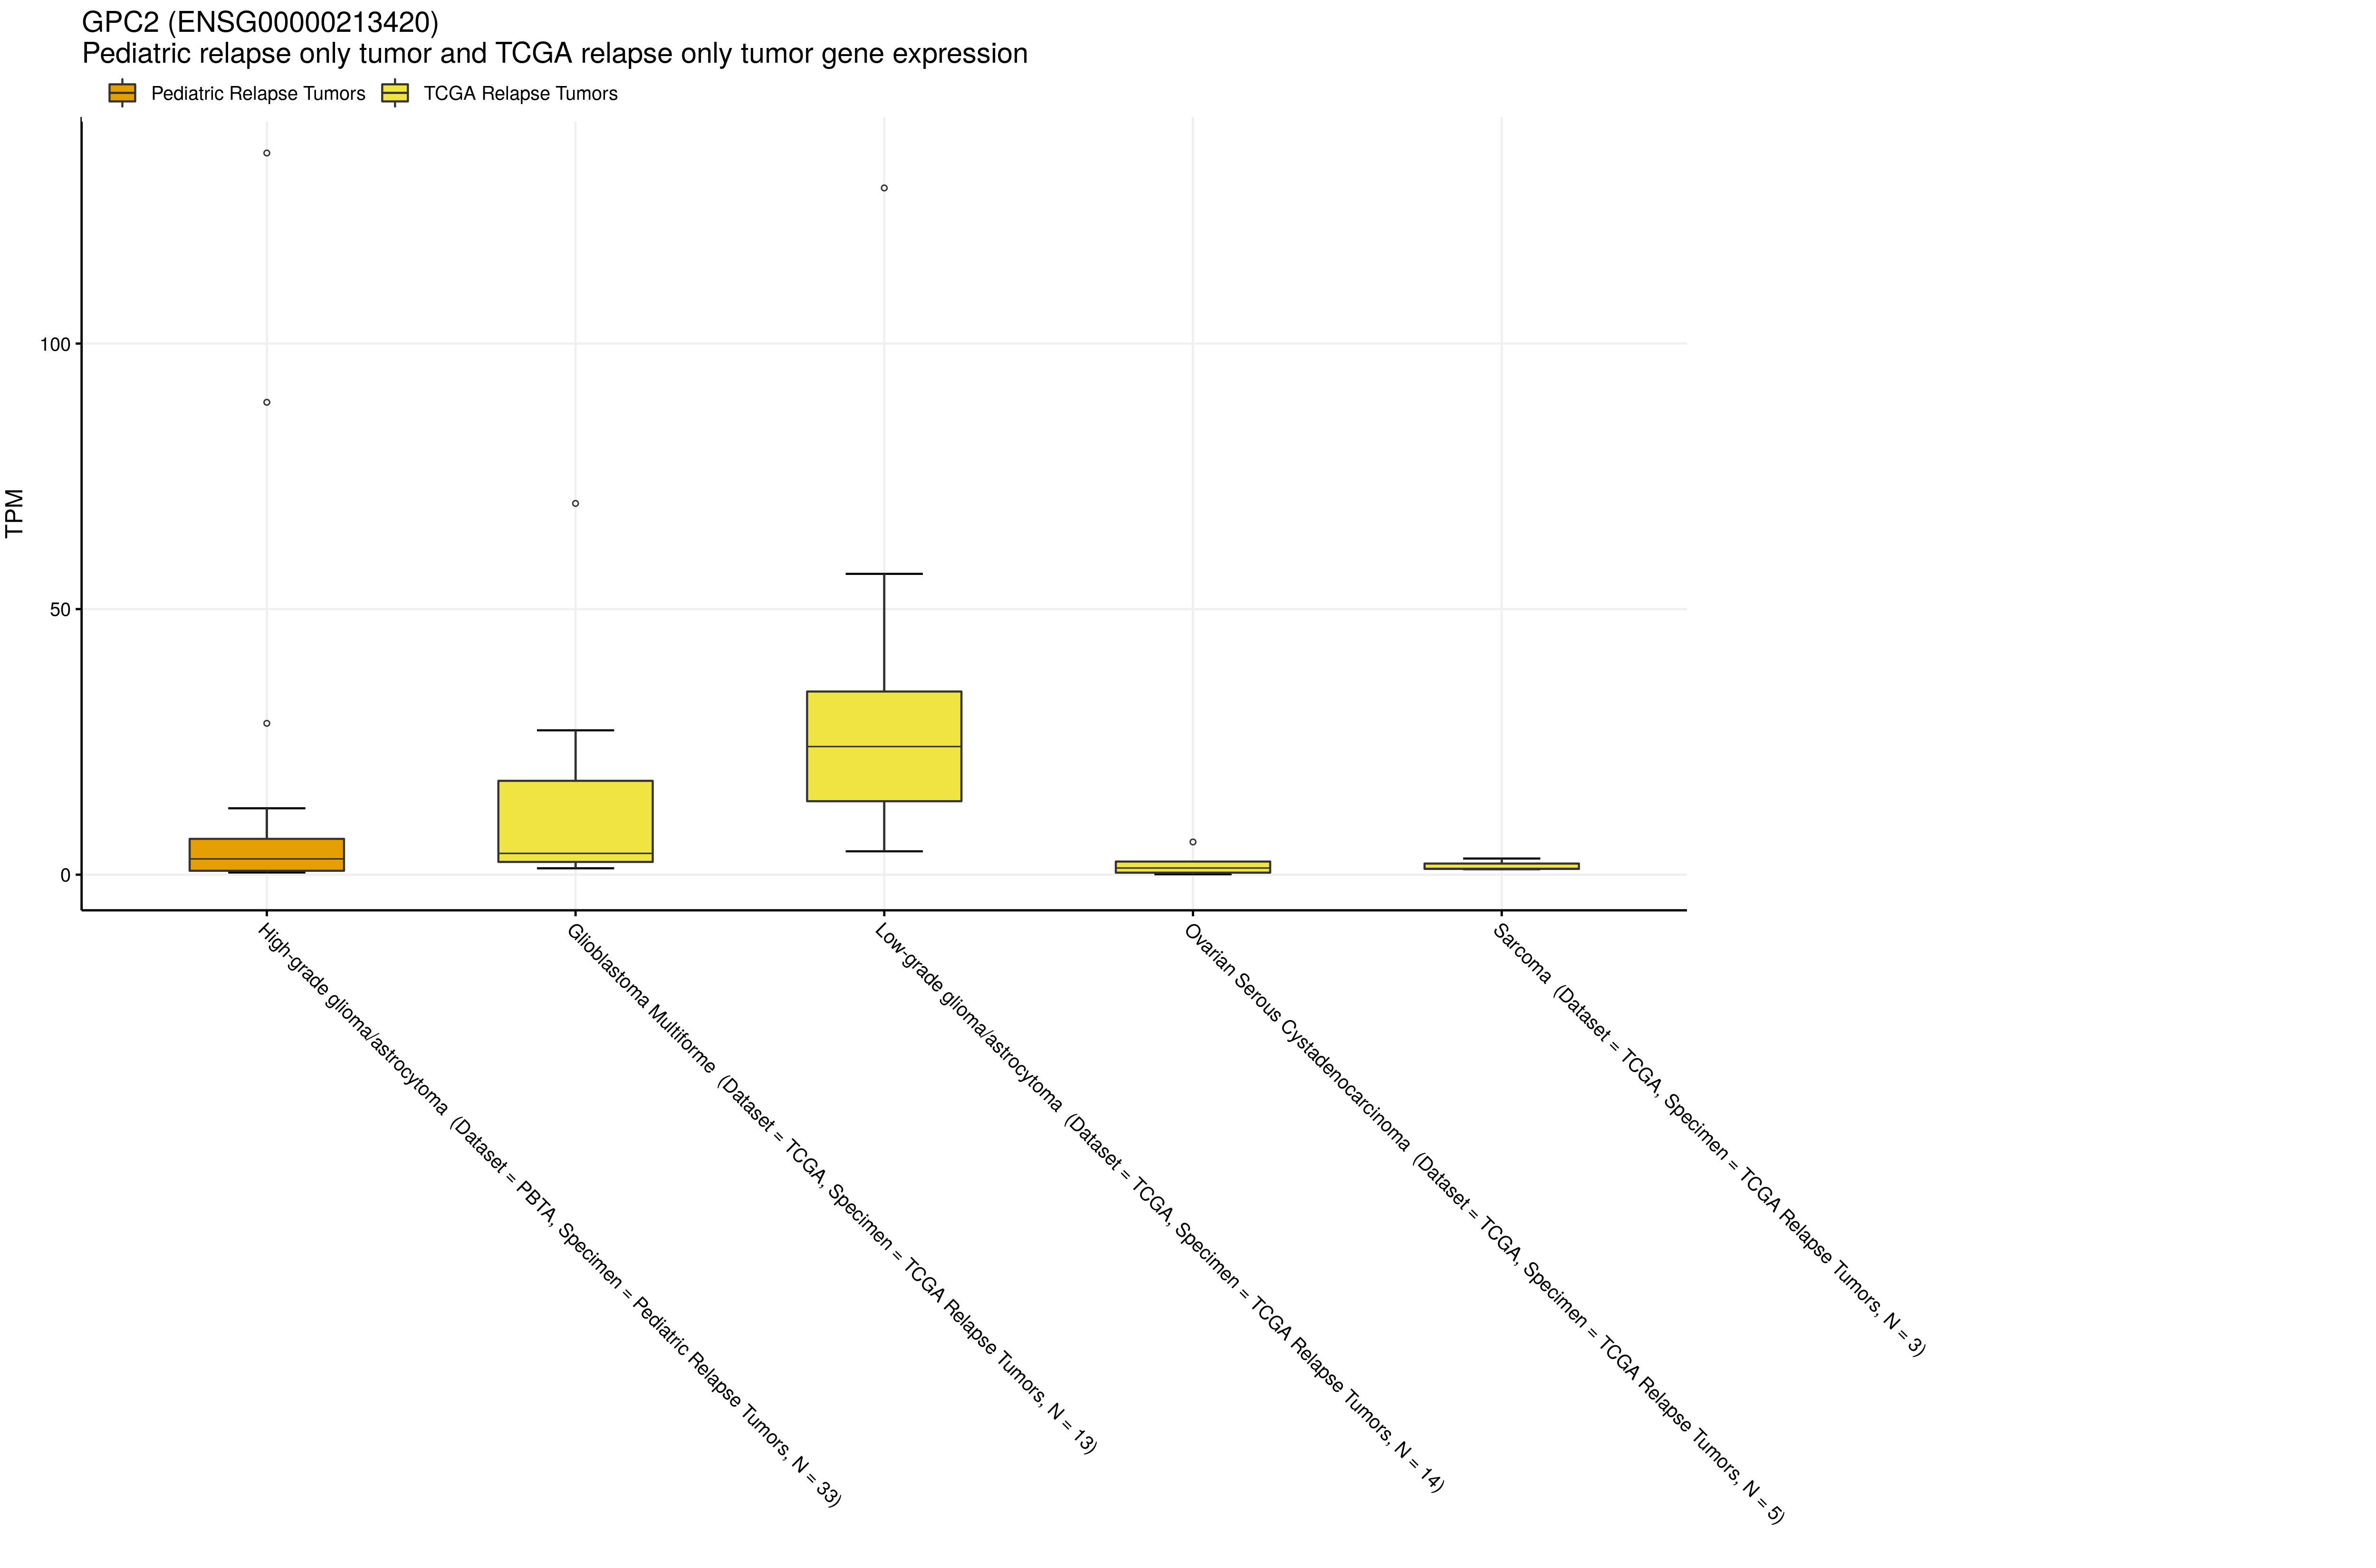 GPC2 (ENSG00000213420)
Pediatric relapse only tumor and TCGA relapse only tumor gene expression
Pediatric Relapse Tumors
TCGA Relapse Tumors
TPM
100
50
0
High-grade glioma/astrocytoma (Dataset = PBTA, Specimen = Pediatric Relapse Tumors, N = 33)
Glioblastoma Multiforme (Dataset = TCGA, Specimen = TCGA Relapse Tumors, N = 13)
Low-grade glioma/astrocytoma (Dataset = TCGA, Specimen = TCGA Relapse Tumors, N = 14)
Ovarian Serous Cystadenocarcinoma (Dataset = TCGA, Specimen = TCGA Relapse Tumors, N = 5)
Sarcoma (Dataset = TCGA, Specimen = TCGA Relapse Tumors, N = 3)